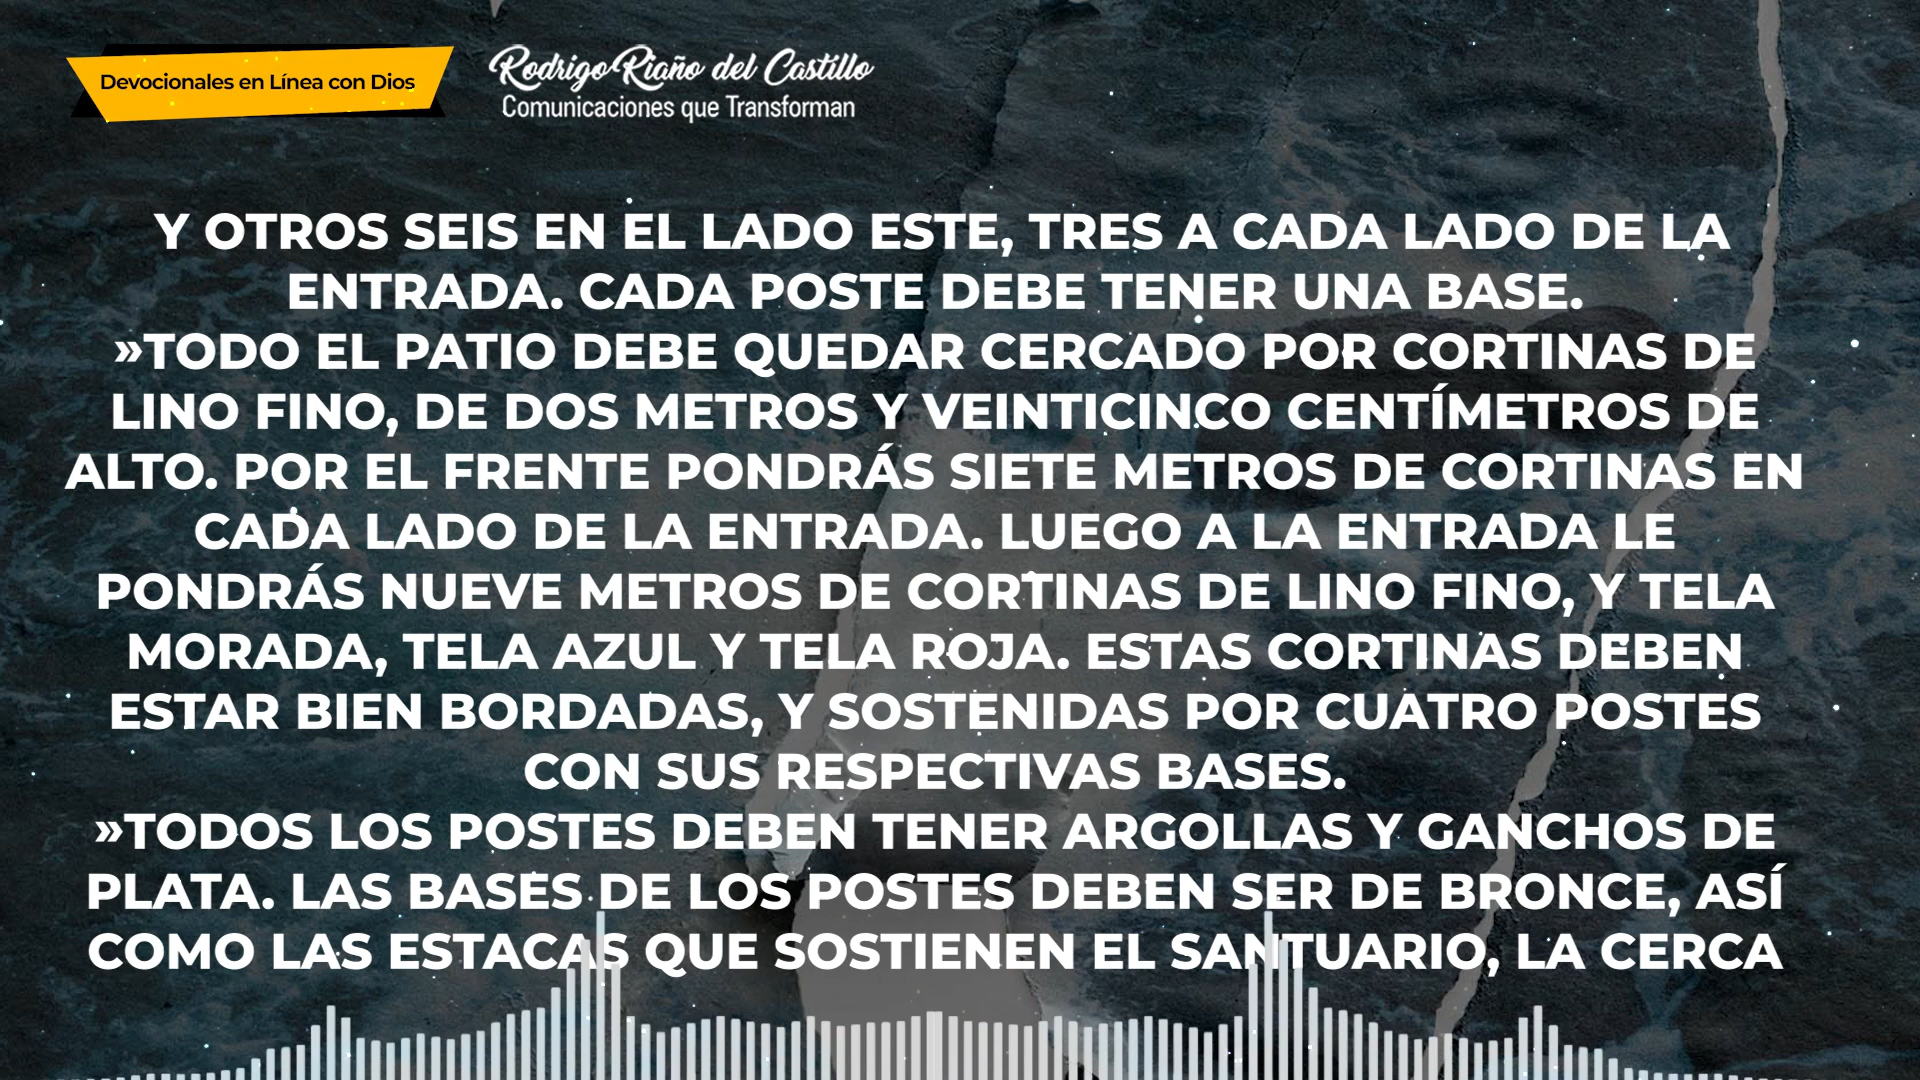 Devocionales en Línea con Dios
Rodrigo Riaño del Castillo
Comunicaciones que Transforman
Y OTROS SEIS EN EL LADO ESTE, TRES A CADA LADO DE LA
ENTRADA. CADA POSTE DEBE TENER UNA BASE.
»TODO EL PATIO DEBE QUEDAR CERCADO POR CORTINAS DE
LINO FINO, DE DOS METROS Y VEINTICINCO CENTÍMETROS DE
ALTO. POR EL FRENTE PONDRÁS SIETE METROS DE CORTINAS EN
CADA LADO DE LA ENTRADA. LUEGO A LA ENTRADA LE
PONDRÁS NUEVE METROS DE CORTINAS DE LINO FINO, Y TELA
MORADA, TELA AZUL Y TELA ROJA. ESTAS CORTINAS DEBEN
ESTAR BIEN BORDADAS, Y SOSTENIDAS POR CUATRO POSTES
CON SUS RESPECTIVAS BASES.
»TODOS LOS POSTES DEBEN TENER ARGOLLAS Y GANCHOS DE
PLATA. LAS BASES DE LOS POSTES DEBEN SER DE BRONCE, ASÍ
COMO LAS ESTACAS QUE SOSTIENEN EL SANTUARIO, LA CERCA